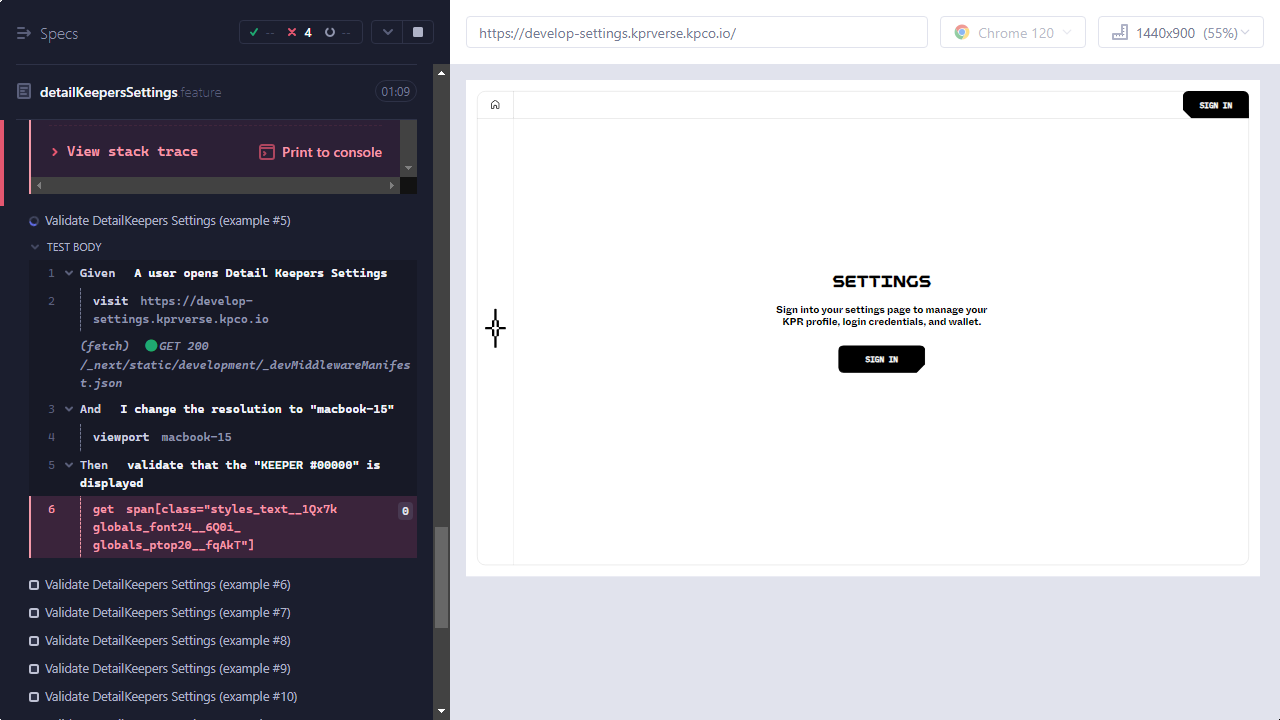 Specs
-- 4 --
detailKeepersSettings feature
01:09
View stack trace
Print to console
Validate DetailKeepers Settings (example #5)
TEST BODY
1 Given A user opens Detail Keepers Settings
2 visit https://develop-
settings.kprverse.kpco.io
(fetch) GET 200
/_next/static/development/_devMiddlewareManifes
t.json
3 And I change the resolution to "macbook-15"
4 viewport macbook-15
5 Then validate that the "KEEPER #00000" is
displayed
6 get span[class="styles_text__1Qx7k 0
globals_font24__6Q0i_
globals_ptop20__fqAkT"]
Validate DetailKeepers Settings (example #6)
Validate DetailKeepers Settings (example #7)
Validate DetailKeepers Settings (example #8)
Validate DetailKeepers Settings (example #9)
Validate DetailKeepers Settings (example #10)
https://develop-settings.kprverse.kpco.io/
Chrome 120
1440x900 (55%)
SIGN IN
SETTINGS
Sign into your settings page to manage your
KPR profile, login credentials, and wallet.
SIGN IN